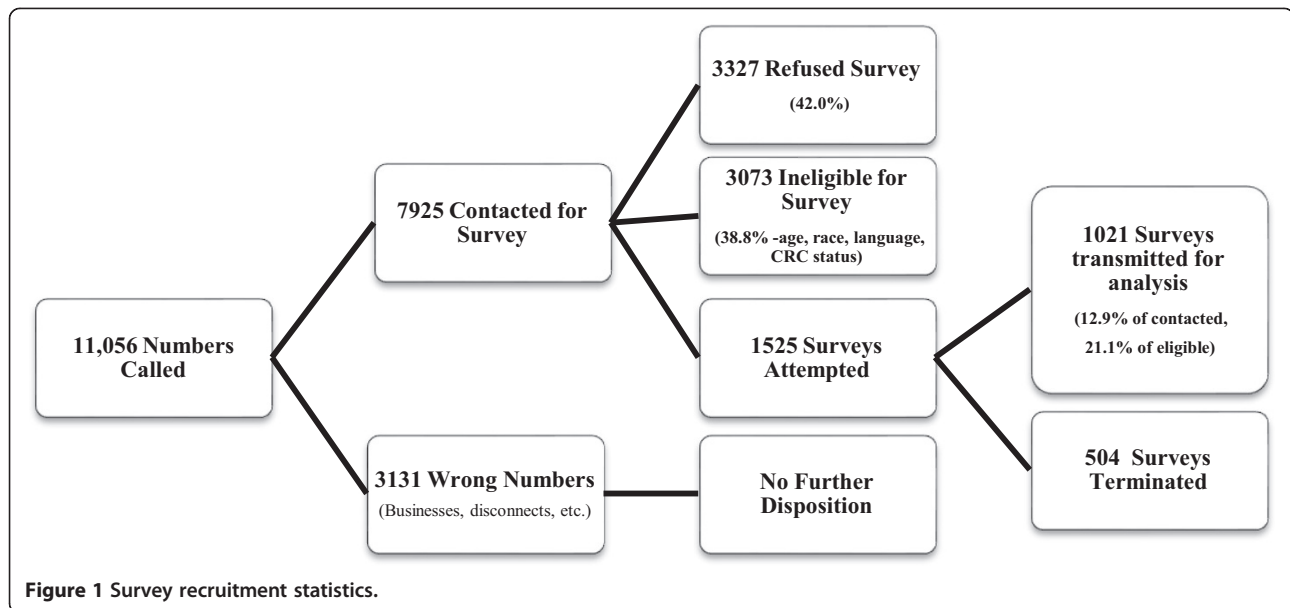 11,056 Numbers
Called
7925 Contacted for
Survey
3131 Wrong Numbers
(Businesses, disconnects, etc.)
3327 Refused Survey
(42.0%)
3073 Ineligible for
Survey
(38.8% -age, race, language,
CRC status)
1525 Surveys
Attempted
No Further
Disposition
1021 Surveys
transmitted for
analysis
(12.9% of contacted,
21.1% of eligible)
504 Surveys
Terminated
Figure 1 Survey recruitment statistics.